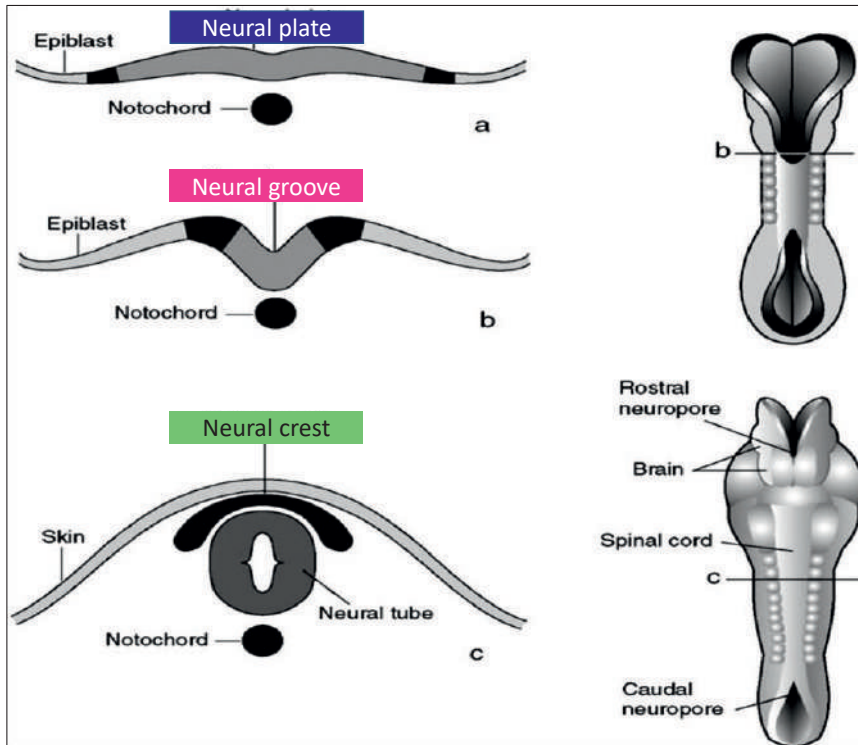 Neural plate
Epiblast
Notochord
a
Neural groove
Epiblast
Notochord
b
Neural crest
Skin
Neural tube
Notochord
c
b
Rostral
neuropore
Brain
Spinal cord
c
Caudal
neuropore